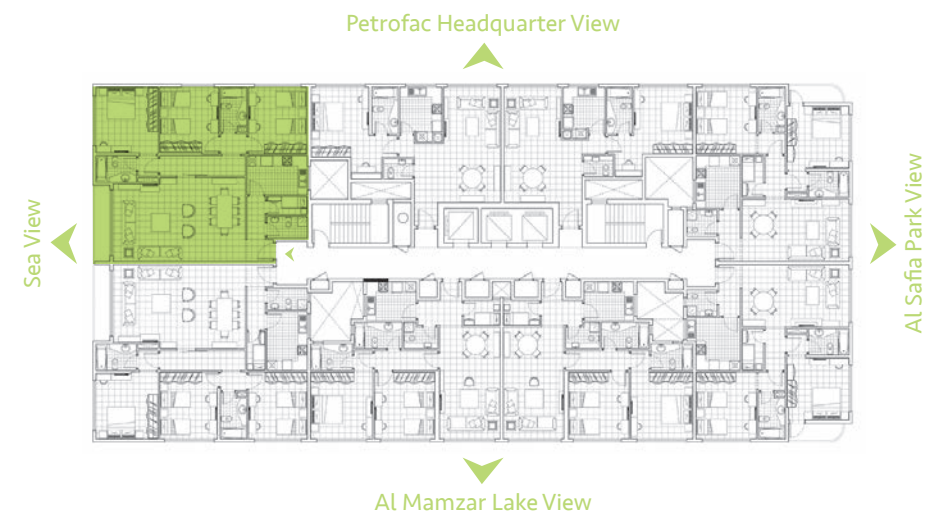 Petrofac Headquarter View
Sea View
Al Safia Park View
Al Mamzar Lake View